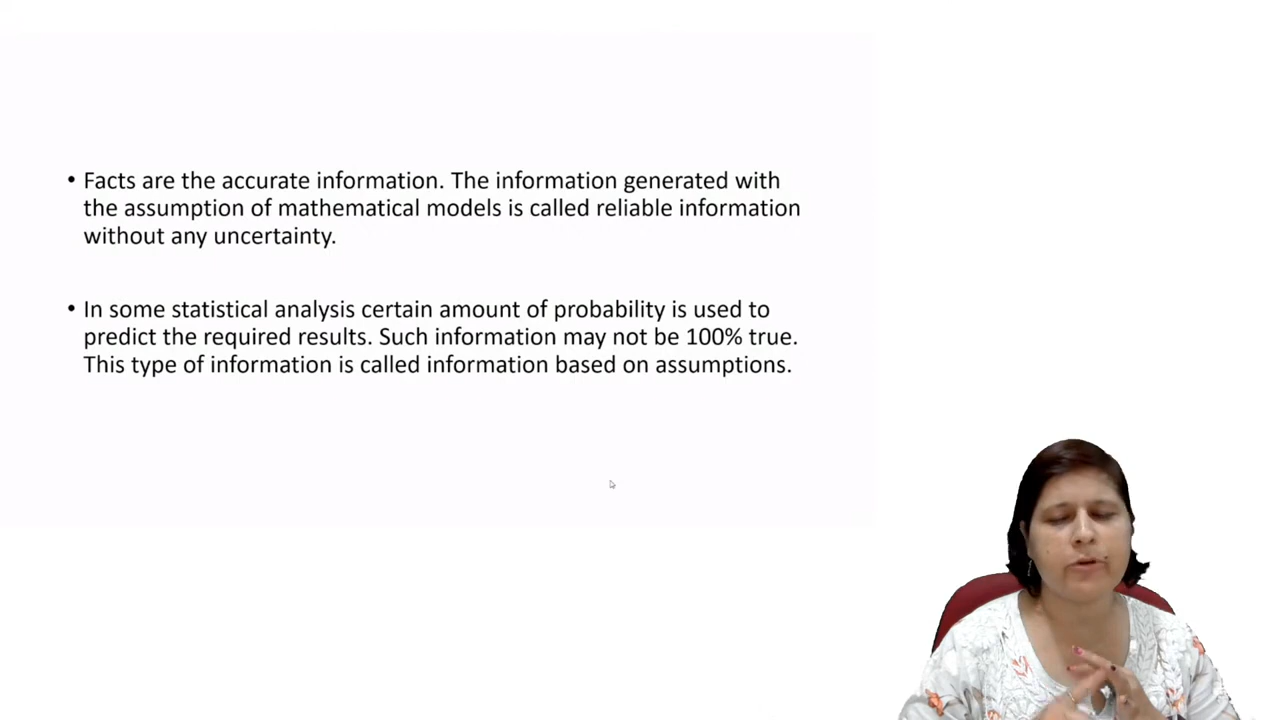 • Facts are the accurate information. The information generated with
the assumption of mathematical models is called reliable information
without any uncertainty.
• In some statistical analysis certain amount of probability is used to
predict the required results. Such information may not be 100% true.
This type of information is called information based on assumptions.